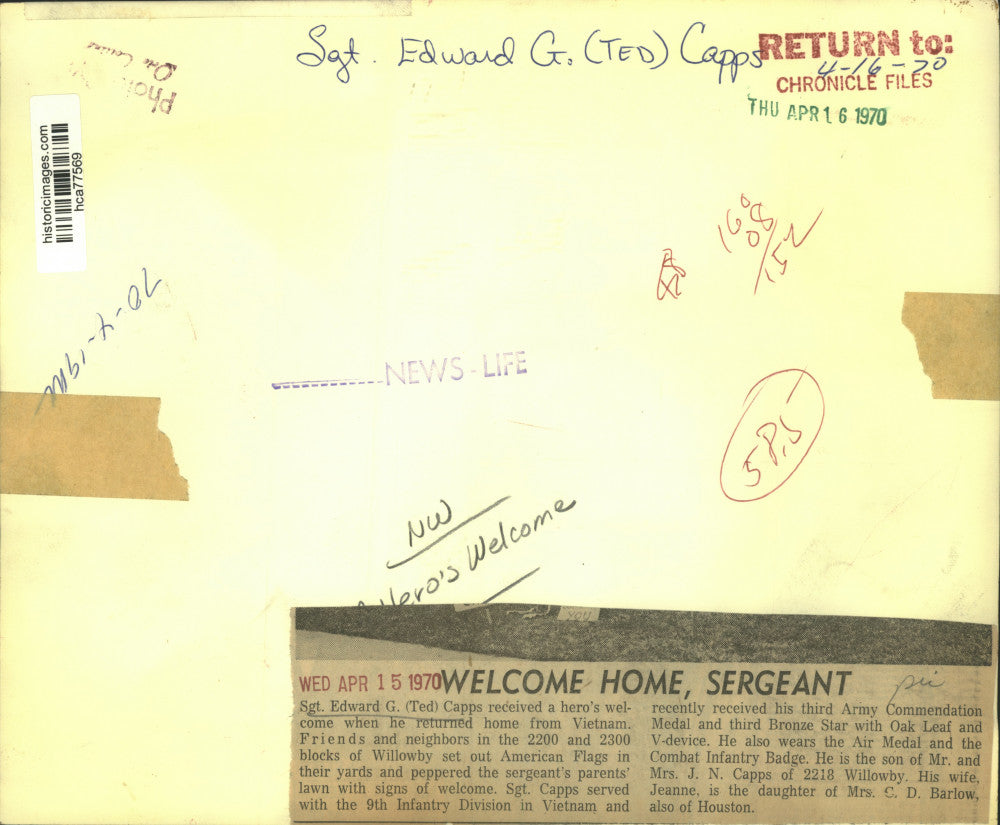 Sgt. Edward G. (TED) Capps
RETURN to:
4-16-70
CHRONICLE FILES
THU APR 16 1970
historicimages.com
hca77569
1608
152
NEWS - LIFE
58.5
NW
Hero's Welcome
WED APR 15 1970
WELCOME HOME, SERGEANT
pic
Sgt. Edward G. (Ted) Capps received a hero's wel-
come when he returned home from Vietnam.
Friends and neighbors in the 2200 and 2300
blocks of Willowby set out American Flags in
their yards and peppered the sergeant's parents'
lawn with signs of welcome. Sgt. Capps served
with the 9th Infantry Division in Vietnam and
recently received his third Army Commendation
Medal and third Bronze Star with Oak Leaf and
V-device. He also wears the Air Medal and the
Combat Infantry Badge. He is the son of Mr. and
Mrs. J. N. Capps of 2218 Willowby. His wife,
Jeanne, is the daughter of Mrs. C. D. Barlow,
also of Houston.